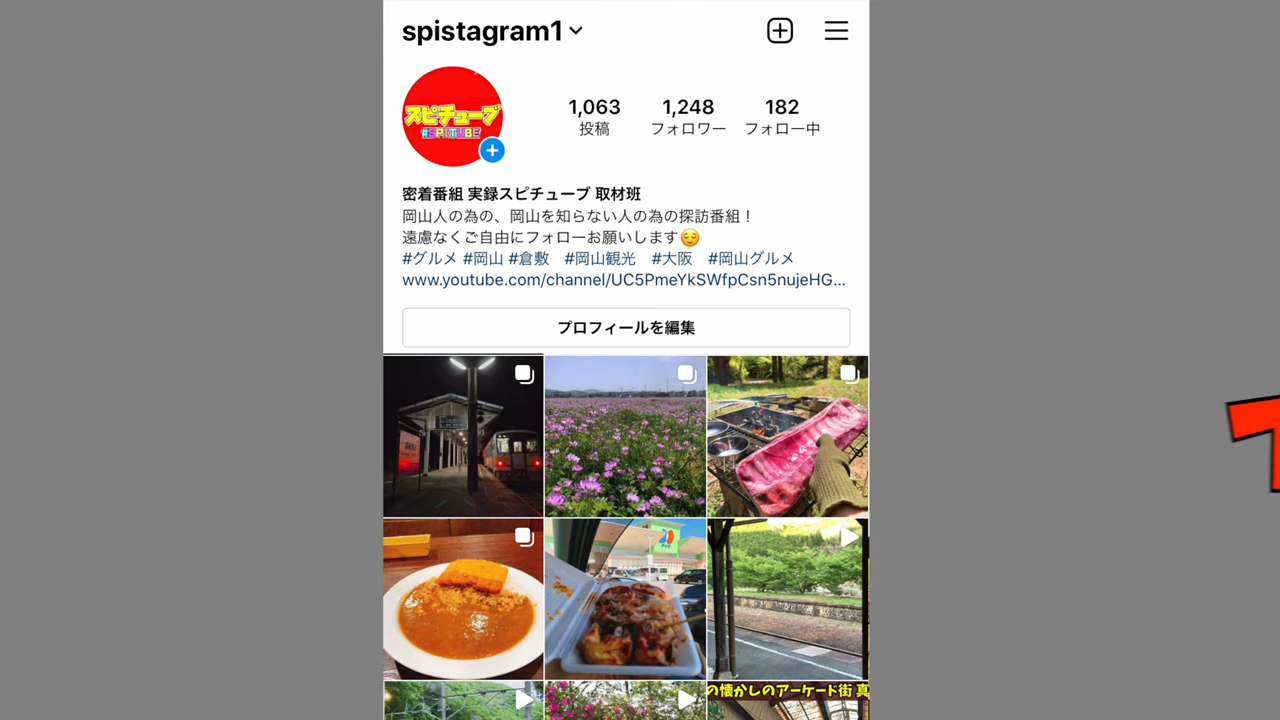 spistagram1
スピチューブ
#SPITUBE
1,063
投稿
1,248
フォロワー
182
フォロー中
密着番組 実録スピチューブ 取材班
岡山人の為の、岡山を知らない人の為の探訪番組！
遠慮なくご自由にフォローお願いします😌
#グルメ #岡山 #倉敷 #岡山観光 #大阪 #岡山グルメ
www.youtube.com/channel/UC5PmeYkSWfpCsn5nujeHG...
プロフィールを編集
の懐かしのアーケード街 真